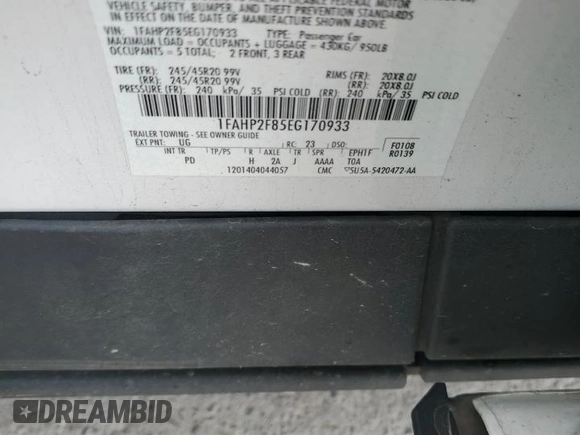 VEHICLE SAFETY, BUMPER, AND THEFT PREVENTION STANDARDS
IN EFFECT ON THE DATE OF MANUFACTURE SHOWN ABOVE.
VIN: 1FAHP2F85EG170933 TYPE: Passenger Car
MAXIMUM LOAD = OCCUPANTS + LUGGAGE = 430KG/ 950LB
OCCUPANTS = 5 TOTAL; 2 FRONT, 3 REAR
TIRE (FR): 245/45R20 99V RIMS (FR): 20X8.0J
(RR): 245/45R20 99V (RR): 20X8.0J
PRESSURE (FR): 240 kPa/ 35 PSI COLD (RR): 240 kPa/ 35 PSI COLD
1FAHP2F85EG170933
TRAILER TOWING - SEE OWNER GUIDE
EXT PNT: UG RC: 23 DSO: F0108
INT TR TP/PS R AXLE TR SPR EPH1F R0139
PD H 2A J AAAA T0A
1201404044057 CMC 5U5A-5420472-AA
DREAMBID